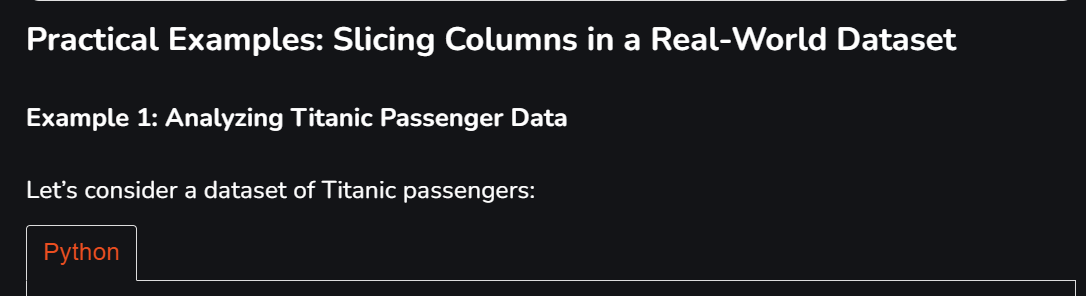 Practical Examples: Slicing Columns in a Real-World Dataset
Example 1: Analyzing Titanic Passenger Data
Let’s consider a dataset of Titanic passengers:
Python